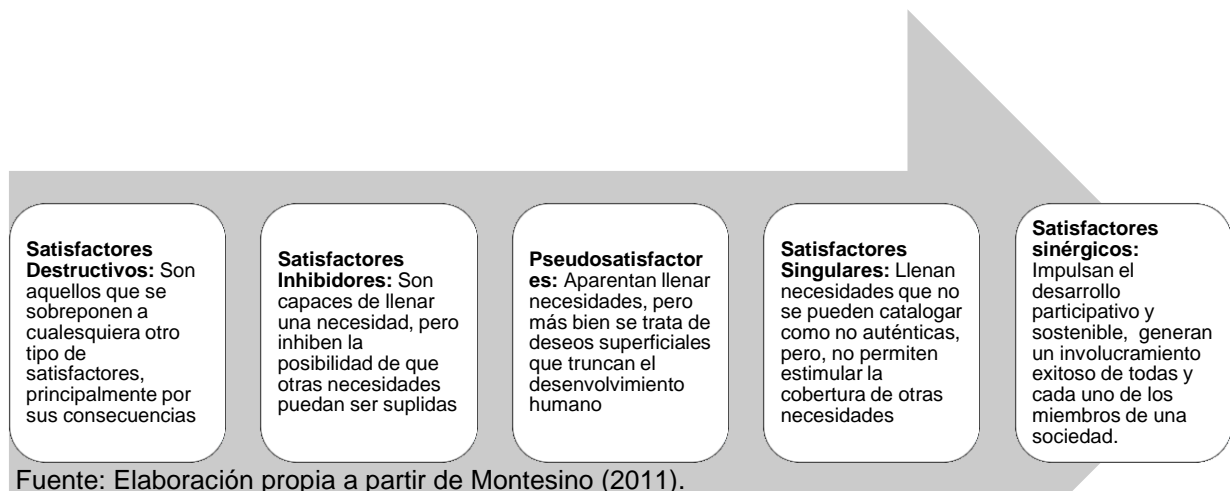 Satisfactores
Destructivos: Son
aquellos que se
sobreponen a
cualesquiera otro
tipo de
satisfactores,
principalmente por
sus consecuencias
Satisfactores
Inhibidores: Son
capaces de llenar
una necesidad, pero
inhiben la
posibilidad de que
otras necesidades
puedan ser suplidas
Pseudosatisfactor
es: Aparentan llenar
necesidades, pero
más bien se trata de
deseos superficiales
que truncan el
desenvolvimiento
humano
Satisfactores
Singulares: Llenan
necesidades que no
se pueden catalogar
como no auténticas,
pero, no permiten
estimular la
cobertura de otras
necesidades
Satisfactores
sinérgicos:
Impulsan el
desarrollo
participativo y
sostenible, generan
un involucramiento
exitoso de todas y
cada uno de los
miembros de una
sociedad.
Fuente: Elaboración propia a partir de Montesino (2011).